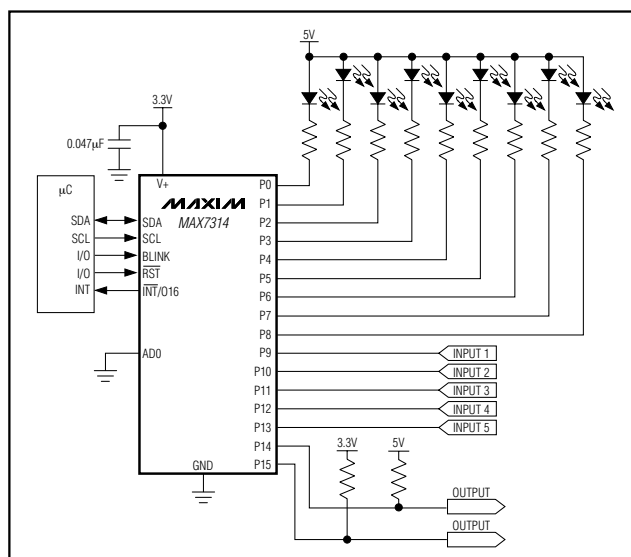 5V
3.3V
0.047µF
µC
V+
P0
MAXIM
P1
MAX7314
P2
SDA
SDA
P3
SCL
SCL
P4
I/O
BLINK
P5
I/O
RST
P6
INT
INT/O16
P7
P8
AD0
P9
INPUT 1
P10
INPUT 2
P11
INPUT 3
P12
INPUT 4
P13
INPUT 5
P14
3.3V
5V
P15
GND
OUTPUT
OUTPUT